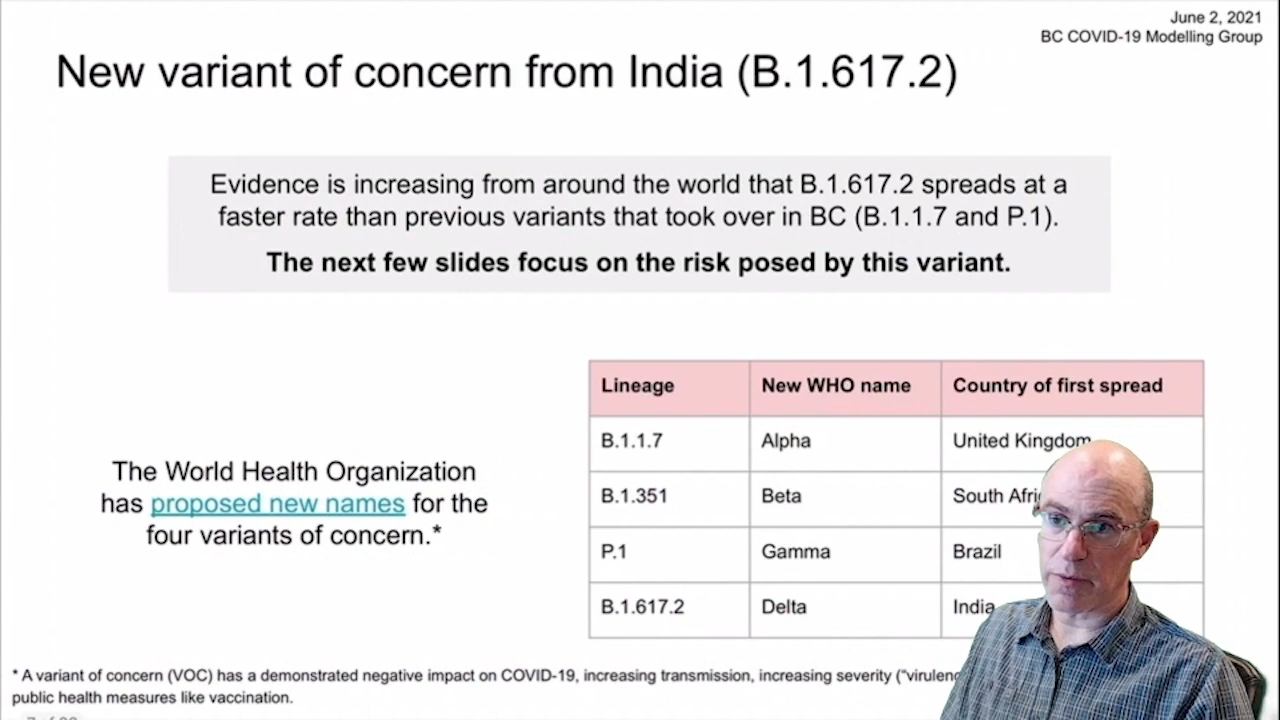 June 2, 2021
BC COVID-19 Modelling Group
New variant of concern from India (B.1.617.2)
Evidence is increasing from around the world that B.1.617.2 spreads at a
faster rate than previous variants that took over in BC (B.1.1.7 and P.1).
The next few slides focus on the risk posed by this variant.
The World Health Organization
has proposed new names for the
four variants of concern.*
Lineage New WHO name Country of first spread
B.1.1.7 Alpha United Kingdom
B.1.351 Beta South
P.1 Gamma Brazil
B.1.617.2 Delta India
* A variant of concern (VOC) has a demonstrated negative impact on COVID-19, increasing transmission, increasing severity
public health measures like vaccination.